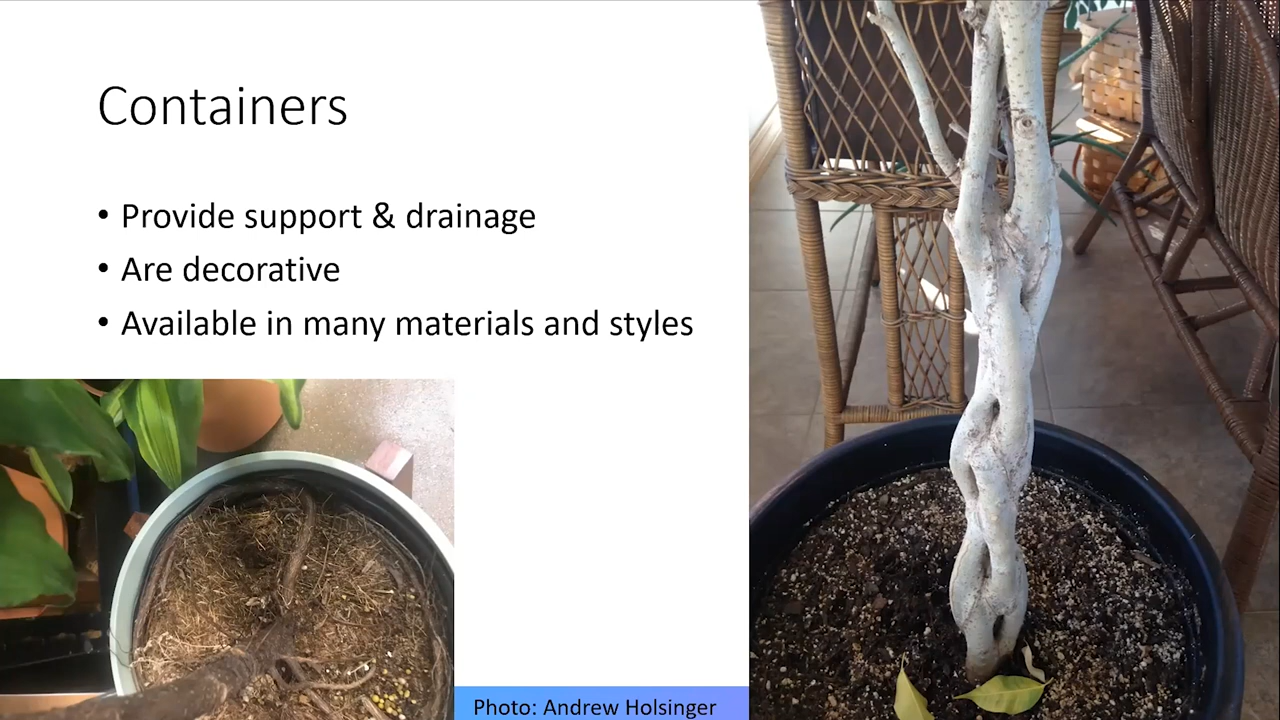 Containers
• Provide support & drainage
• Are decorative
• Available in many materials and styles
Photo: Andrew Holsinger